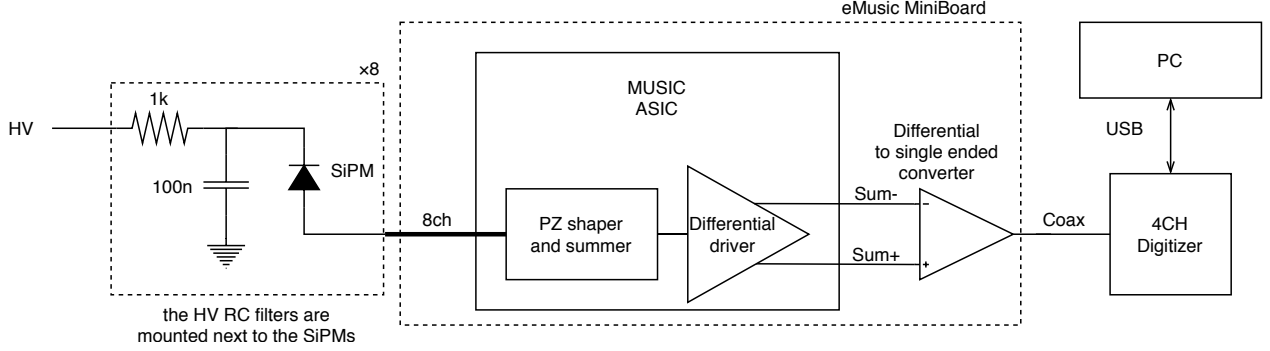 eMusic MiniBoard
×8
HV
1k
100n
SiPM
the HV RC filters are
mounted next to the SiPMs
8ch
MUSIC
ASIC
PZ shaper
and summer
Differential
driver
Sum-
Sum+
Differential
to single ended
converter
-
+
Coax
PC
USB
4CH
Digitizer